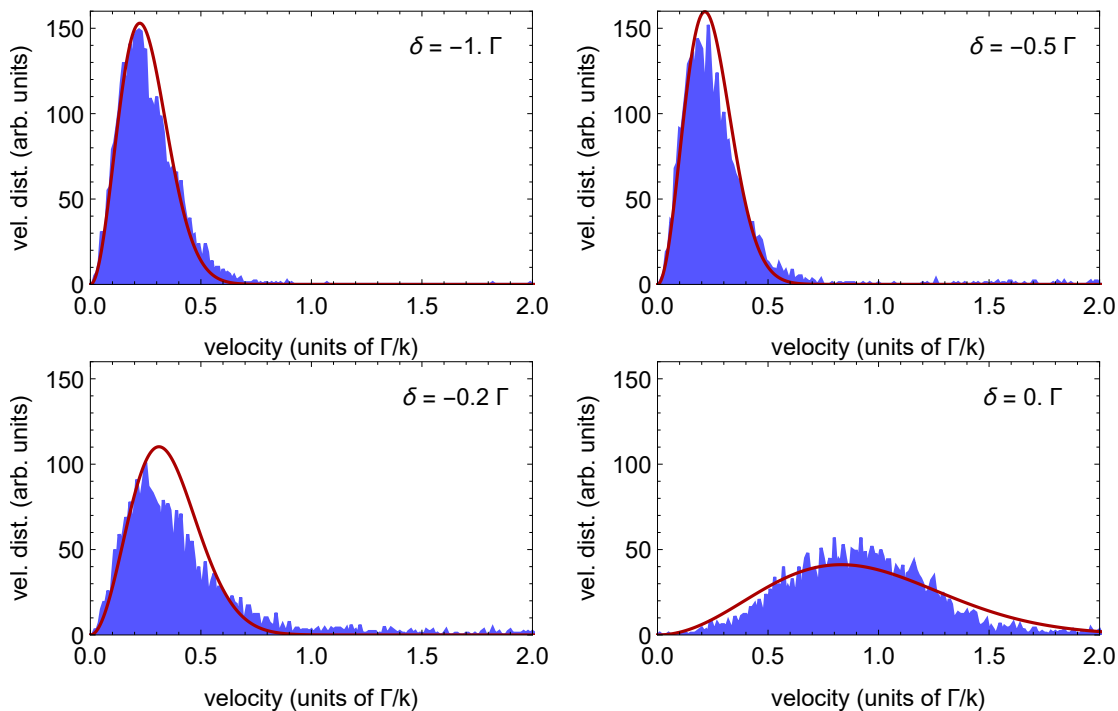 150
100
50
0
0.0 0.5 1.0 1.5 2.0
vel. dist. (arb. units)
velocity (units of Γ/k)
δ = −1. Γ
150
100
50
0
0.0 0.5 1.0 1.5 2.0
vel. dist. (arb. units)
velocity (units of Γ/k)
δ = −0.5 Γ
150
100
50
0
0.0 0.5 1.0 1.5 2.0
vel. dist. (arb. units)
velocity (units of Γ/k)
δ = −0.2 Γ
150
100
50
0
0.0 0.5 1.0 1.5 2.0
vel. dist. (arb. units)
velocity (units of Γ/k)
δ = 0. Γ